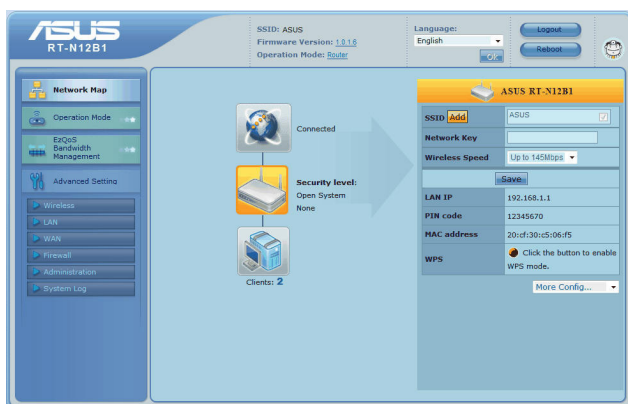 ASUS
RT-N12B1
SSID: ASUS
Firmware Version: 1.0.1.6
Operation Mode: Router
Language:
English
OK
Logout
Reboot
Network Map
Operation Mode
EzQoS
Bandwidth
Management
Advanced Setting
Wireless
LAN
WAN
Firewall
Administration
System Log
Connected
Security level:
Open System
None
Clients: 2
ASUS RT-N12B1
SSID Add ASUS
Network Key
Wireless Speed Up to 145Mbps
Save
LAN IP 192.168.1.1
PIN code 12345670
MAC address 20:cf:30:c5:06:f5
WPS Click the button to enable
WPS mode.
More Config...